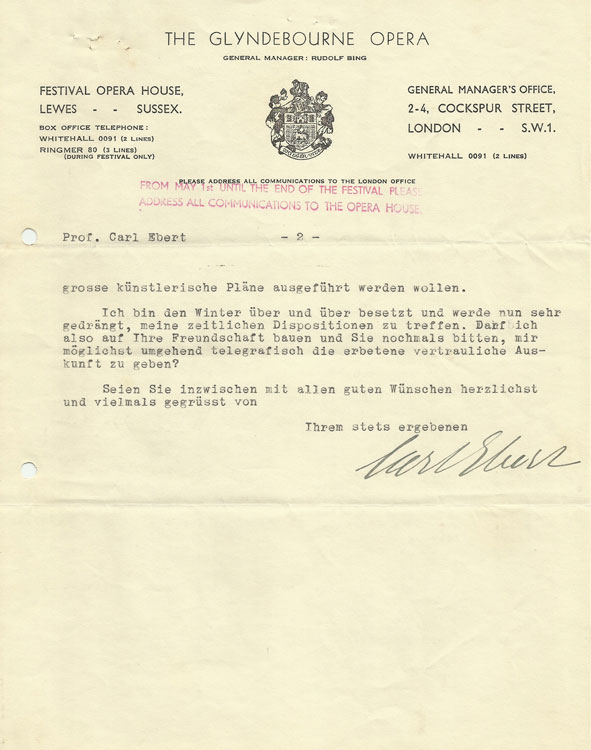 THE GLYNDEBOURNE OPERA
GENERAL MANAGER: RUDOLF BING
FESTIVAL OPERA HOUSE,
LEWES - - SUSSEX.
BOX OFFICE TELEPHONE:
WHITEHALL 0091 (2 LINES)
RINGMER 80 (3 LINES)
(DURING FESTIVAL ONLY)
GENERAL MANAGER'S OFFICE,
2-4, COCKSPUR STREET,
LONDON - - S.W.1.
WHITEHALL 0091 (2 LINES)
PLEASE ADDRESS ALL COMMUNICATIONS TO THE LONDON OFFICE
FROM MAY 1st UNTIL THE END OF THE FESTIVAL PLEASE
ADDRESS ALL COMMUNICATIONS TO THE OPERA HOUSE.
Prof. Carl Ebert - 2 -
grosse künstlerische Pläne ausgeführt werden wollen.
Ich bin den Winter über und über besetzt und werde nun sehr
gedrängt, meine zeitlichen Dispositionen zu treffen. Darf ich
also auf Ihre Freundschaft bauen und Sie nochmals bitten, mir
möglichst umgehend telegrafisch die erbetene vertrauliche Aus-
kunft zu geben?
Seien Sie inzwischen mit allen guten Wünschen herzlichst
und vielmals gegrüsst von
Ihrem stets ergebenen
Carl Ebert